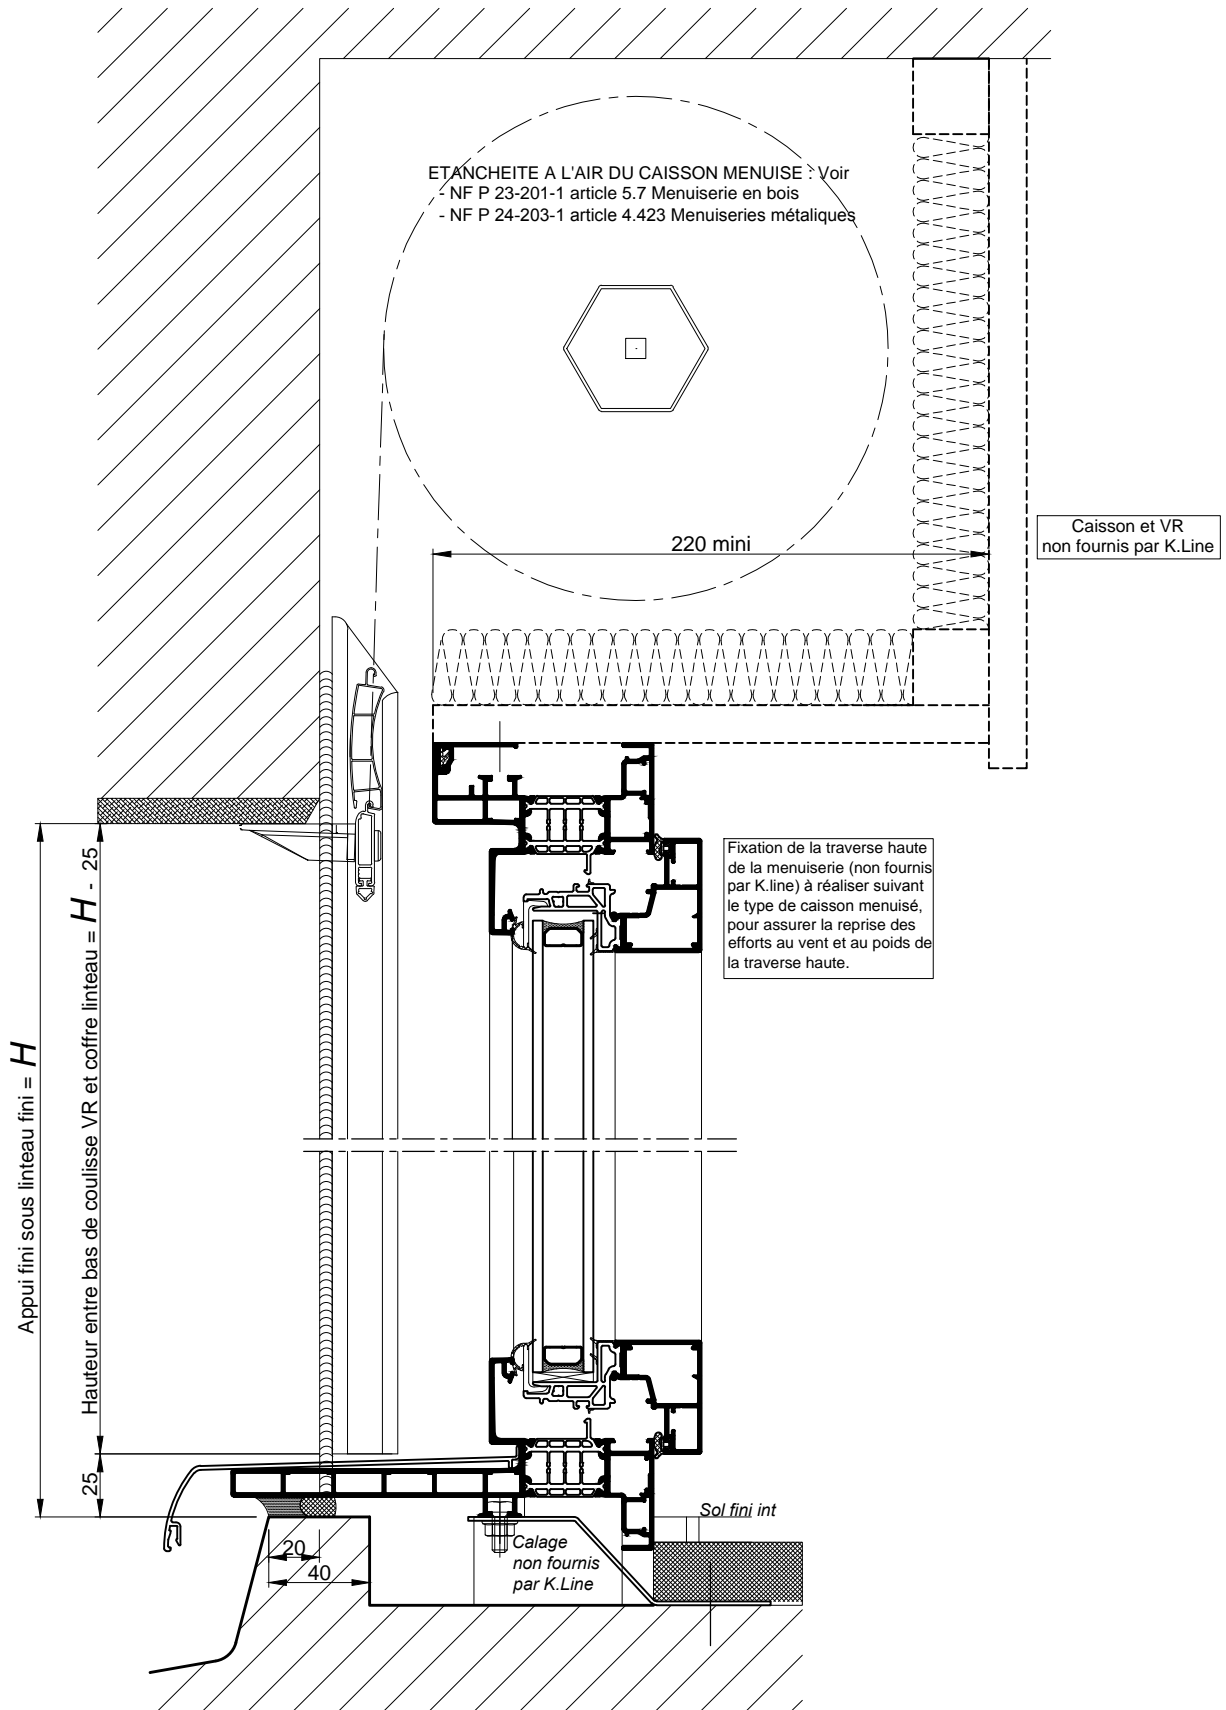 ETANCHEITE A L'AIR DU CAISSON MENUISE : Voir
- NF P 23-201-1 article 5.7 Menuiserie en bois
- NF P 24-203-1 article 4.423 Menuiseries métaliques
220 mini
Caisson et VR
non fournis par K.Line
Fixation de la traverse haute
de la menuiserie (non fournis
par K.line) à réaliser suivant
le type de caisson menuisé,
pour assurer la reprise des
efforts au vent et au poids de
la traverse haute.
Appui fini sous linteau fini = H
Hauteur entre bas de coulisse VR et coffre linteau = H - 25
25
Sol fini int
Calage
non fournis
par K.Line
20
40